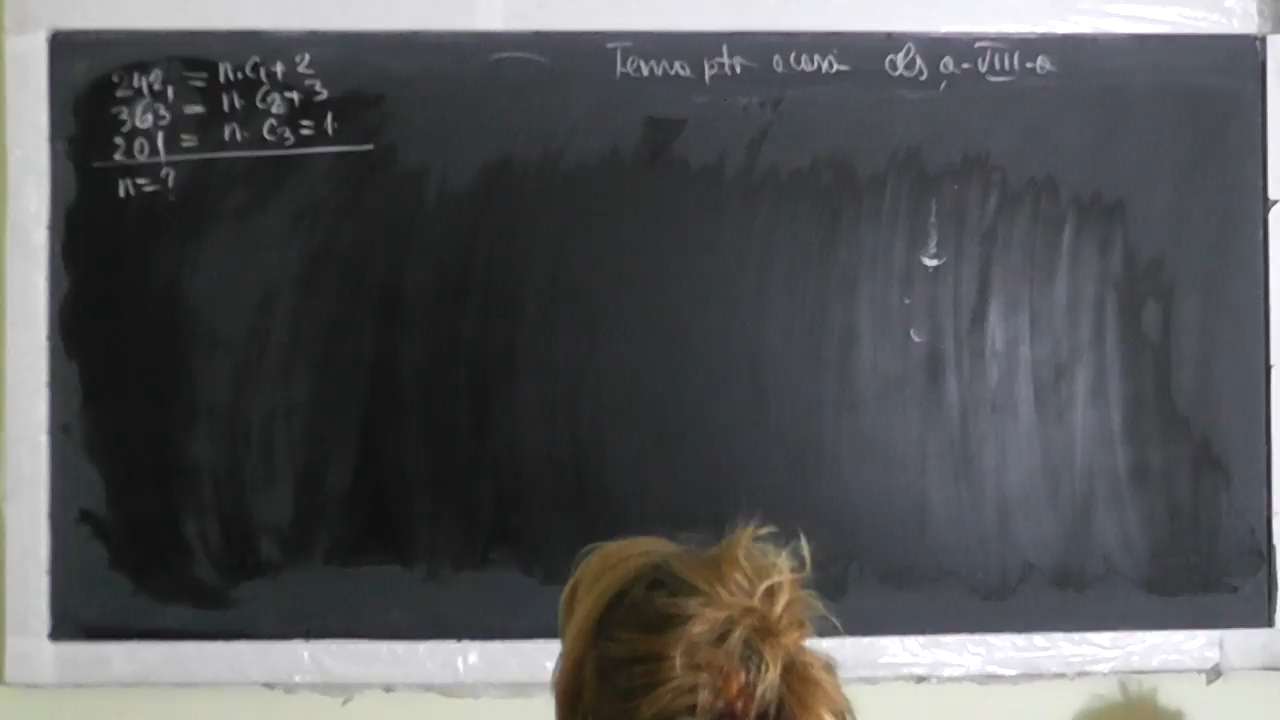 Tema ptr acasă cls a-VIII-a
242 = n·c₁+2
363 = n·c₂+3
201 = n·c₃=1
n=?